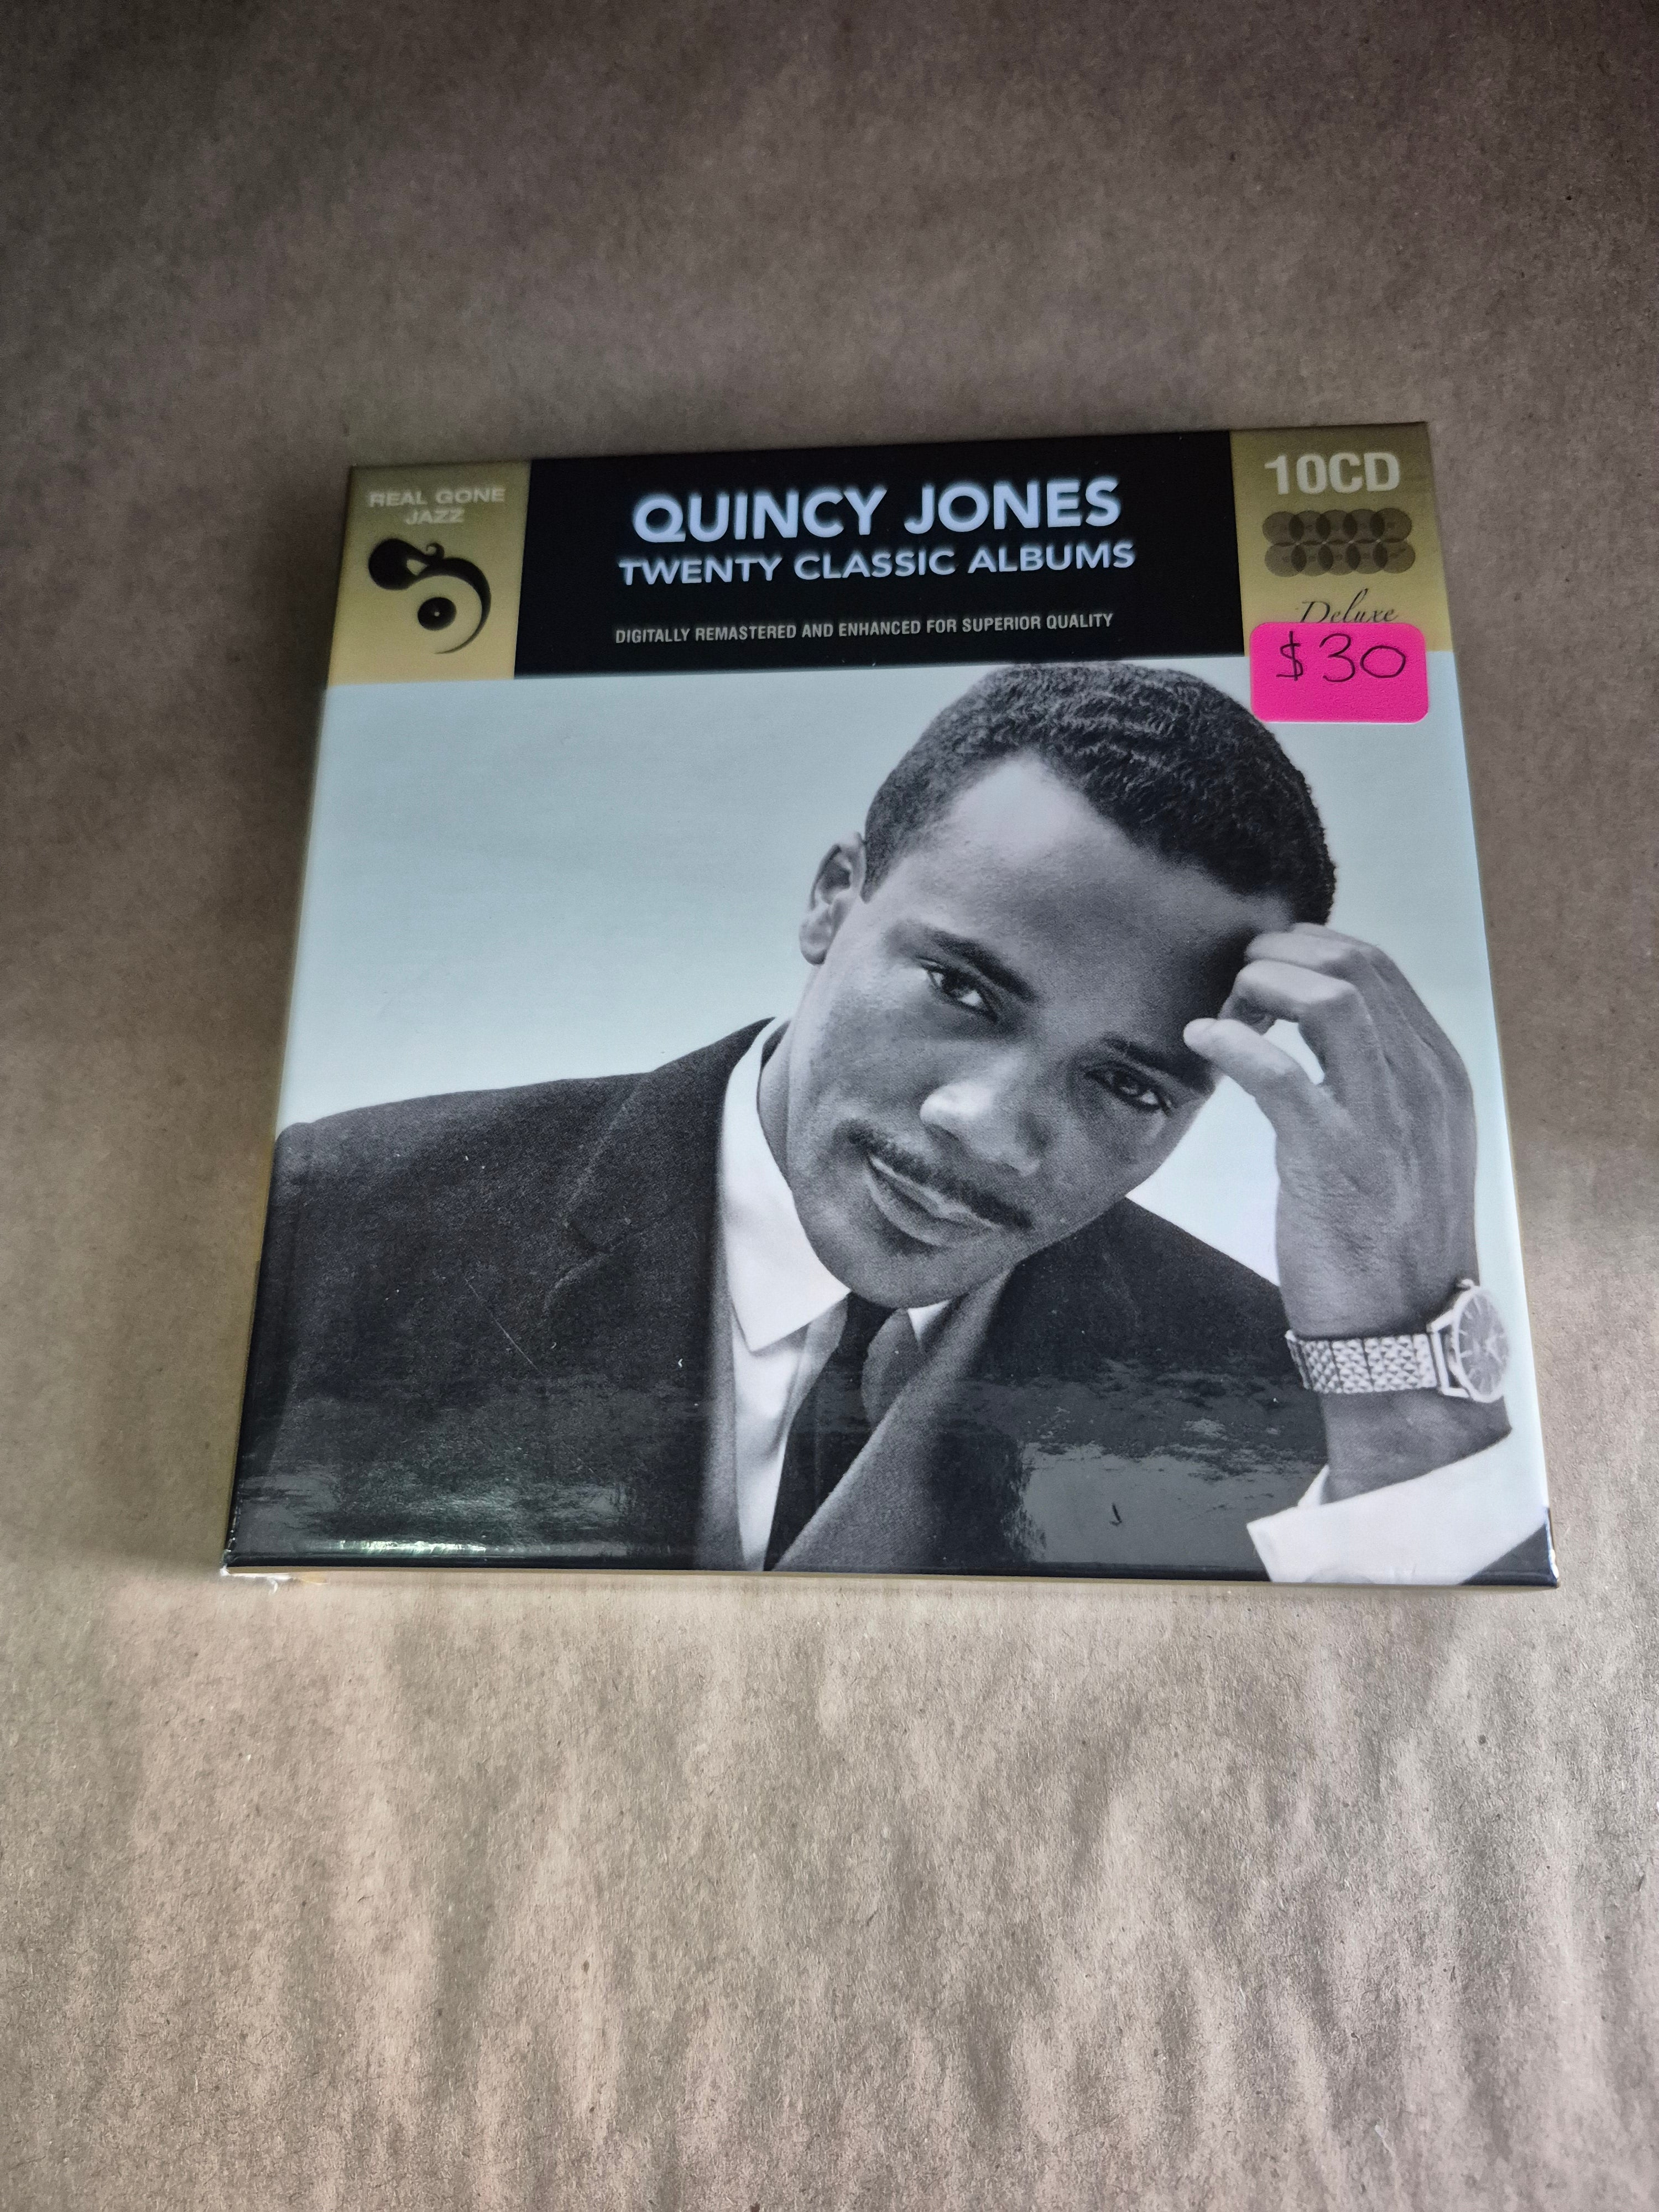 REAL GONE
JAZZ
QUINCY JONES
TWENTY CLASSIC ALBUMS
DIGITALLY REMASTERED AND ENHANCED FOR SUPERIOR QUALITY
10CD
Deluxe
$30